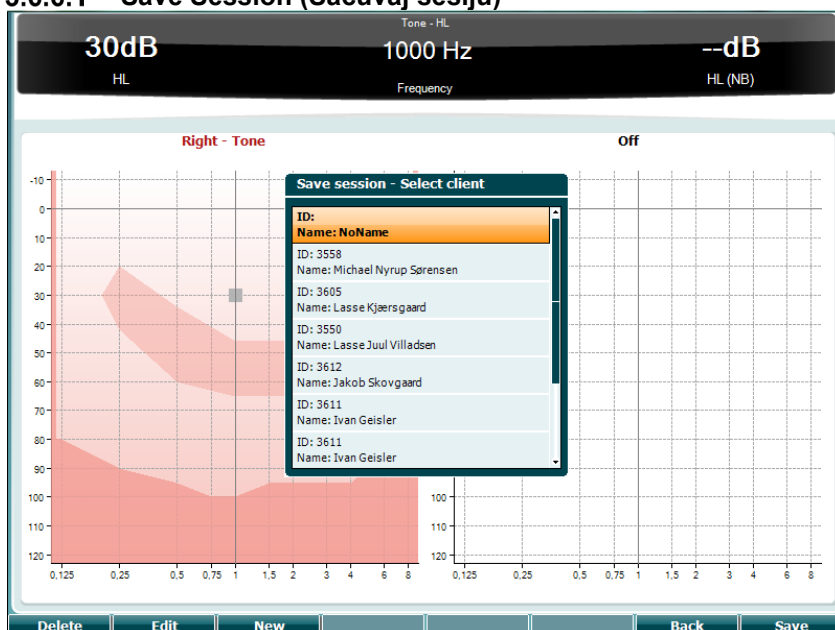 5.6.6.1 Save Session (Sačuvaj sesiju)
Tone - HL
30dB 1000 Hz --dB
HL Frequency HL (NB)
Right - Tone Off
Save session - Select client
ID:
Name: NoName
ID: 3558
Name: Michael Nyrup Sørensen
ID: 3605
Name: Lasse Kjærsgaard
ID: 3550
Name: Lasse Juul Villadsen
ID: 3612
Name: Jakob Skovgaard
ID: 3611
Name: Ivan Geisler
ID: 3611
Name: Ivan Geisler
-10
0
10
20
30
40
50
60
70
80
90
100 100
110 110
120 120
0,125 0,25 0,5 0,75 1 1,5 2 3 4 6 8 0,125 0,25 0,5 0,75 1 1,5 2 3 4 6 8
Delete Edit New Back Save